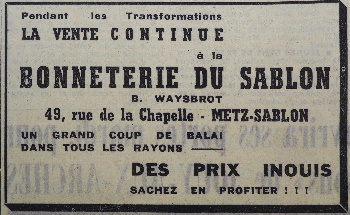 Pendant les Transformations
LA VENTE CONTINUE
à la
BONNETERIE DU SABLON
B. WAYSBROT
49, rue de la Chapelle - METZ-SABLON
UN GRAND COUP DE BALAI
DANS TOUS LES RAYONS
DES PRIX INOUIS
SACHEZ EN PROFITER ! ! !